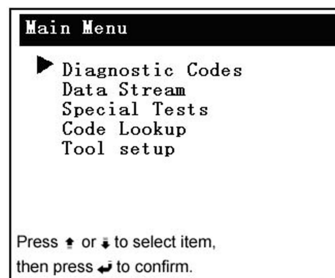 Main Menu
Diagnostic Codes
Data Stream
Special Tests
Code Lookup
Tool setup
Press ⬆ or ⬇ to select item,
then press ↵ to confirm.